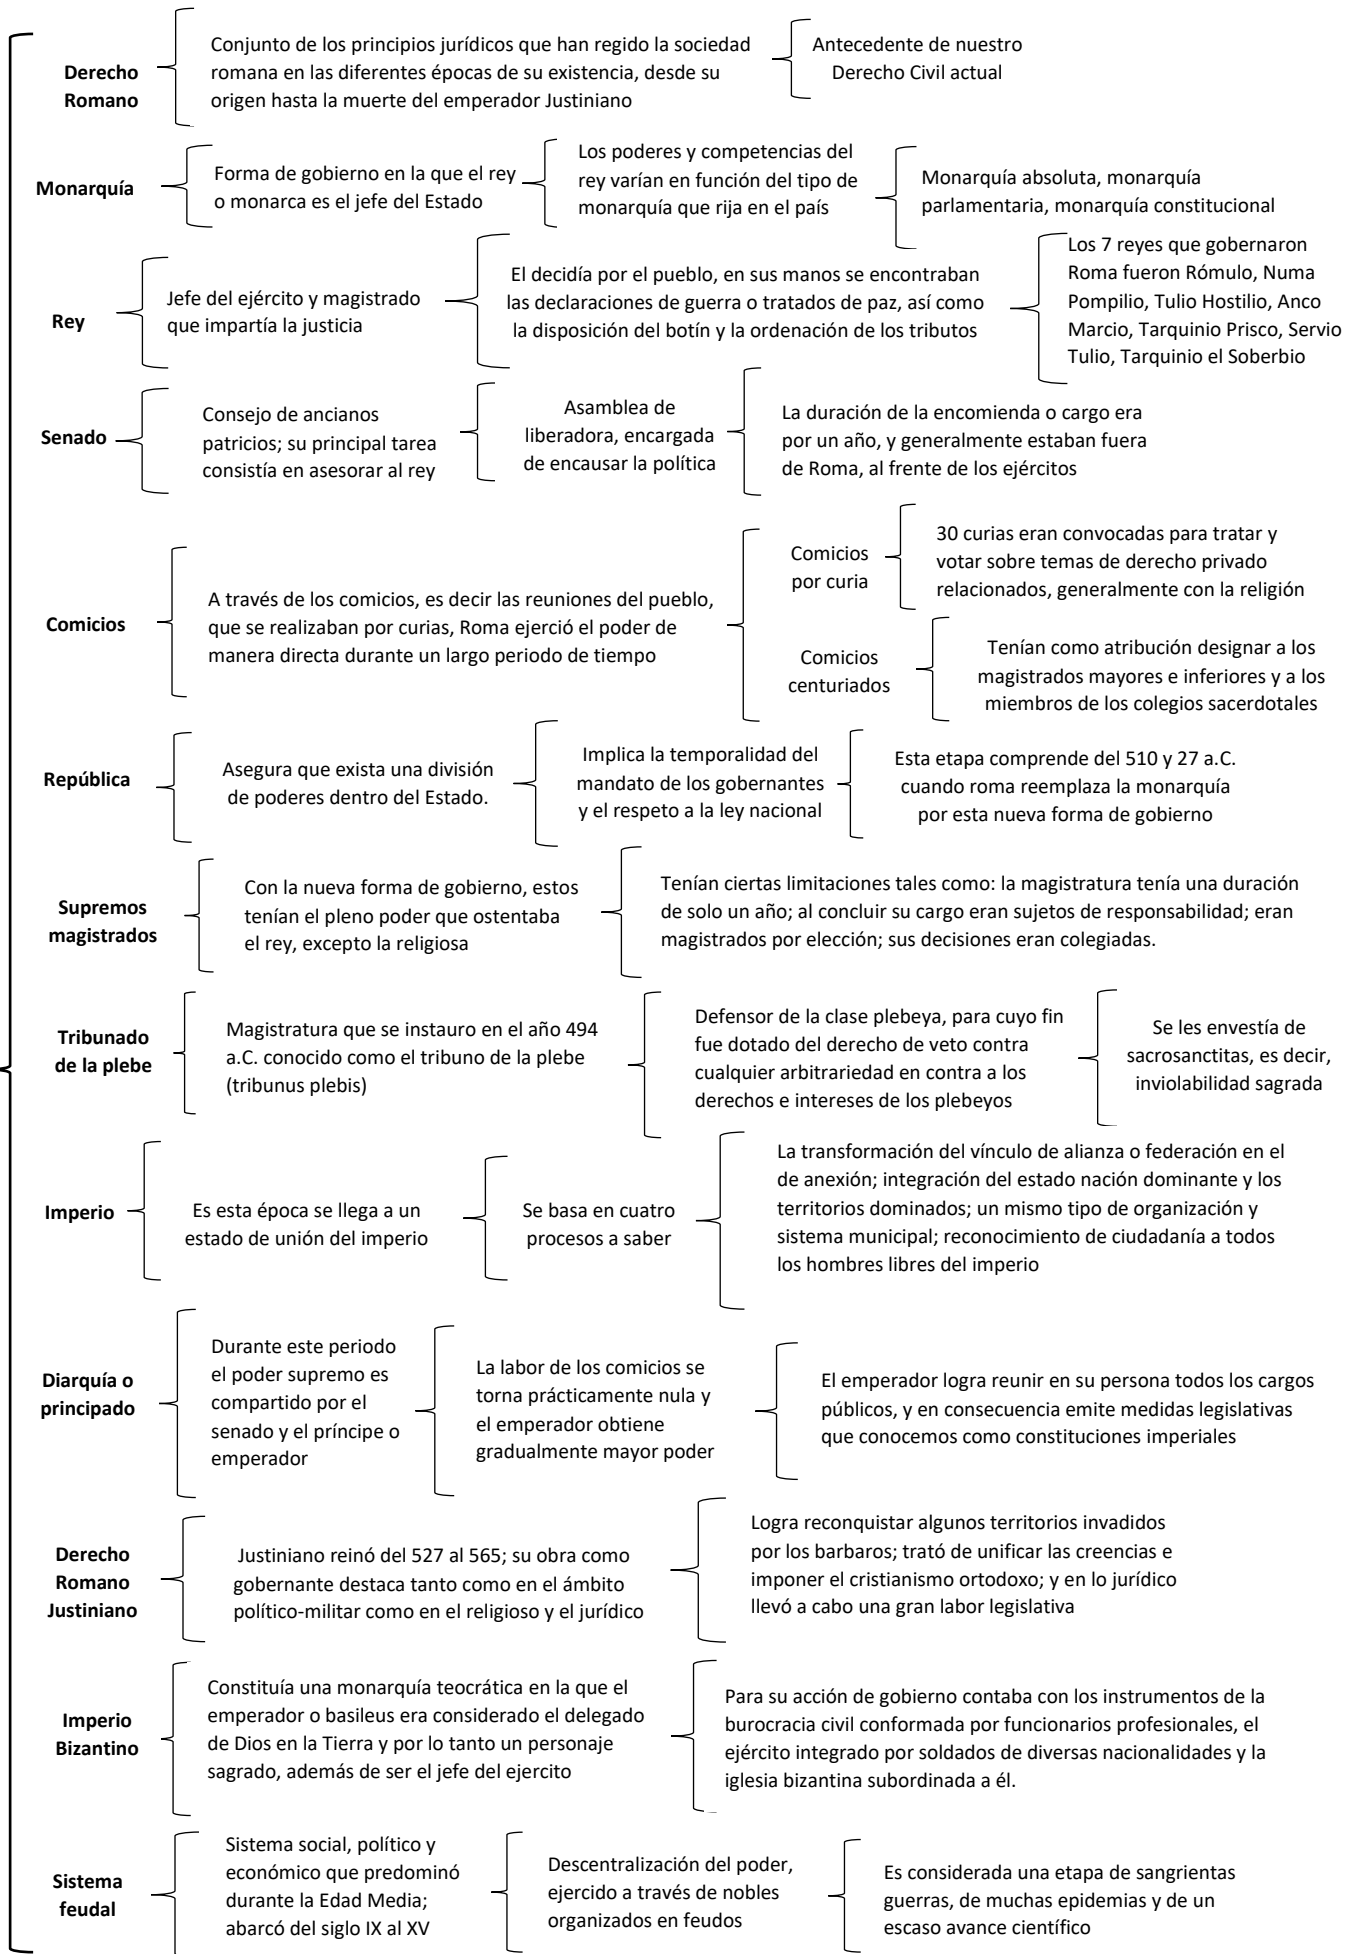 Derecho
Romano
Conjunto de los principios jurídicos que han regido la sociedad
romana en las diferentes épocas de su existencia, desde su
origen hasta la muerte del emperador Justiniano
Antecedente de nuestro
Derecho Civil actual
Monarquía
Forma de gobierno en la que el rey
o monarca es el jefe del Estado
Los poderes y competencias del
rey varían en función del tipo de
monarquía que rija en el país
Monarquía absoluta, monarquía
parlamentaria, monarquía constitucional
Rey
Jefe del ejército y magistrado
que impartía la justicia
El decidía por el pueblo, en sus manos se encontraban
las declaraciones de guerra o tratados de paz, así como
la disposición del botín y la ordenación de los tributos
Los 7 reyes que gobernaron
Roma fueron Rómulo, Numa
Pompilio, Tulio Hostilio, Anco
Marcio, Tarquinio Prisco, Servio
Tulio, Tarquinio el Soberbio
Senado
Consejo de ancianos
patricios; su principal tarea
consistía en asesorar al rey
Asamblea de
liberadora, encargada
de encausar la política
La duración de la encomienda o cargo era
por un año, y generalmente estaban fuera
de Roma, al frente de los ejércitos
Comicios
A través de los comicios, es decir las reuniones del pueblo,
que se realizaban por curias, Roma ejerció el poder de
manera directa durante un largo periodo de tiempo
Comicios
por curia
30 curias eran convocadas para tratar y
votar sobre temas de derecho privado
relacionados, generalmente con la religión
Comicios
centuriados
Tenían como atribución designar a los
magistrados mayores e inferiores y a los
miembros de los colegios sacerdotales
República
Asegura que exista una división
de poderes dentro del Estado.
Implica la temporalidad del
mandato de los gobernantes
y el respeto a la ley nacional
Esta etapa comprende del 510 y 27 a.C.
cuando roma reemplaza la monarquía
por esta nueva forma de gobierno
Supremos
magistrados
Con la nueva forma de gobierno, estos
tenían el pleno poder que ostentaba
el rey, excepto la religiosa
Tenían ciertas limitaciones tales como: la magistratura tenía una duración
de solo un año; al concluir su cargo eran sujetos de responsabilidad; eran
magistrados por elección; sus decisiones eran colegiadas.
Tribunado
de la plebe
Magistratura que se instauro en el año 494
a.C. conocido como el tribuno de la plebe
(tribunus plebis)
Defensor de la clase plebeya, para cuyo fin
fue dotado del derecho de veto contra
cualquier arbitrariedad en contra a los
derechos e intereses de los plebeyos
Se les envestía de
sacrosanctitas, es decir,
inviolabilidad sagrada
Imperio
Es esta época se llega a un
estado de unión del imperio
Se basa en cuatro
procesos a saber
La transformación del vínculo de alianza o federación en el
de anexión; integración del estado nación dominante y los
territorios dominados; un mismo tipo de organización y
sistema municipal; reconocimiento de ciudadanía a todos
los hombres libres del imperio
Diarquía o
principado
Durante este periodo
el poder supremo es
compartido por el
senado y el príncipe o
emperador
La labor de los comicios se
torna prácticamente nula y
el emperador obtiene
gradualmente mayor poder
El emperador logra reunir en su persona todos los cargos
públicos, y en consecuencia emite medidas legislativas
que conocemos como constituciones imperiales
Derecho
Romano
Justiniano
Justiniano reinó del 527 al 565; su obra como
gobernante destaca tanto como en el ámbito
político-militar como en el religioso y el jurídico
Logra reconquistar algunos territorios invadidos
por los barbaros; trató de unificar las creencias e
imponer el cristianismo ortodoxo; y en lo jurídico
llevó a cabo una gran labor legislativa
Imperio
Bizantino
Constituía una monarquía teocrática en la que el
emperador o basileus era considerado el delegado
de Dios en la Tierra y por lo tanto un personaje
sagrado, además de ser el jefe del ejercito
Para su acción de gobierno contaba con los instrumentos de la
burocracia civil conformada por funcionarios profesionales, el
ejército integrado por soldados de diversas nacionalidades y la
iglesia bizantina subordinada a él.
Sistema
feudal
Sistema social, político y
económico que predominó
durante la Edad Media;
abarcó del siglo IX al XV
Descentralización del poder,
ejercido a través de nobles
organizados en feudos
Es considerada una etapa de sangrientas
guerras, de muchas epidemias y de un
escaso avance científico